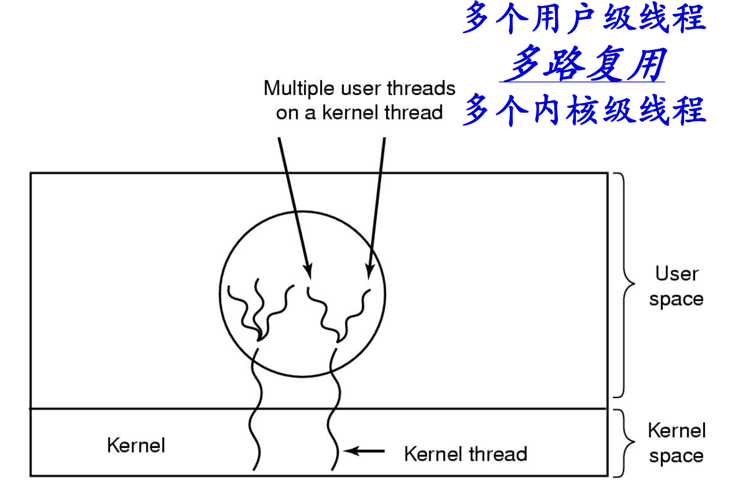 多个用户级线程
多路复用
多个内核级线程
Multiple user threads
on a kernel thread
User
space
Kernel
Kernel thread
Kernel
space